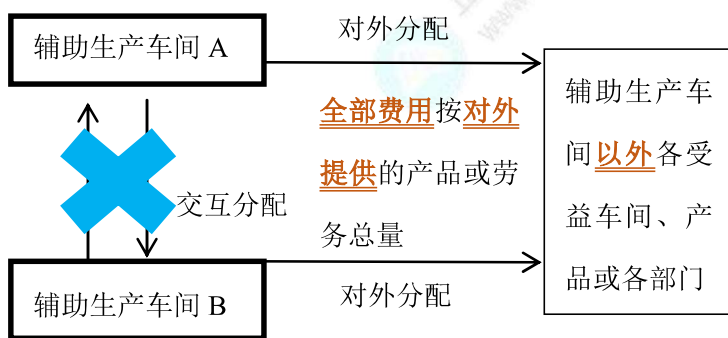 辅助生产车间 A
对外分配
全部费用按对外
提供的产品或劳
务总量
交互分配
辅助生产车间 B
对外分配
辅助生产车
间以外各受
益车间、产
品或各部门